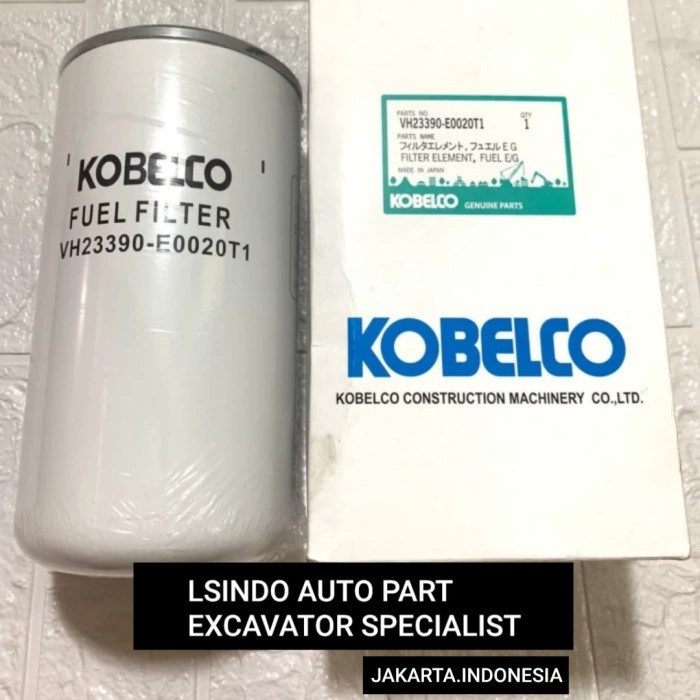 KOBELCO
FUEL FILTER
VH23390-E0020T1
PARTS NO
QTY
VH23390-E0020T1
1
PARTS NAME
フィルタエレメント, フュエル E G
FILTER ELEMENT, FUEL E/G
MADE IN JAPAN
KOBELCO GENUINE PARTS
KOBELCO
KOBELCO CONSTRUCTION MACHINERY CO.,LTD.
LSINDO AUTO PART
EXCAVATOR SPECIALIST
JAKARTA.INDONESIA